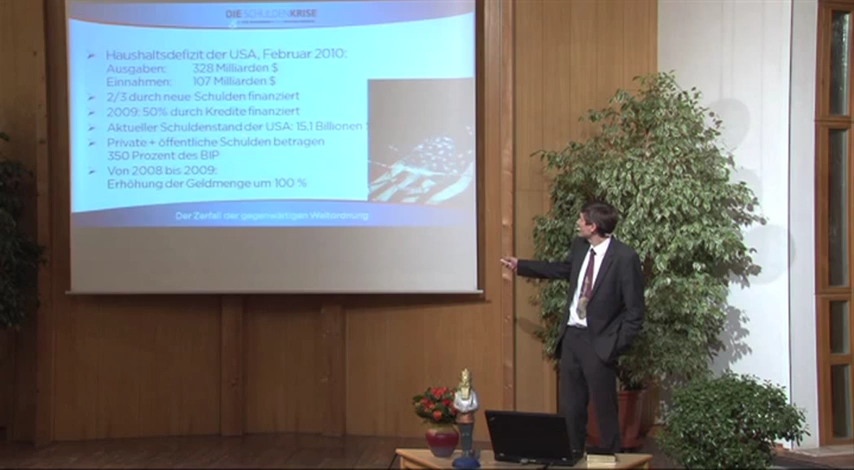 DIE SCHULDENKRISE
Haushaltsdefizit der USA, Februar 2010:
Ausgaben: 328 Milliarden $
Einnahmen: 107 Milliarden $
2/3 durch neue Schulden finanziert
2009: 50% durch Kredite finanziert
Aktueller Schuldenstand der USA: 15,1 Billionen $
Private + öffentliche Schulden betragen
350 Prozent des BIP
Von 2008 bis 2009:
Erhöhung der Geldmenge um 100 %
Der Zerfall der gegenwärtigen Weltordnung